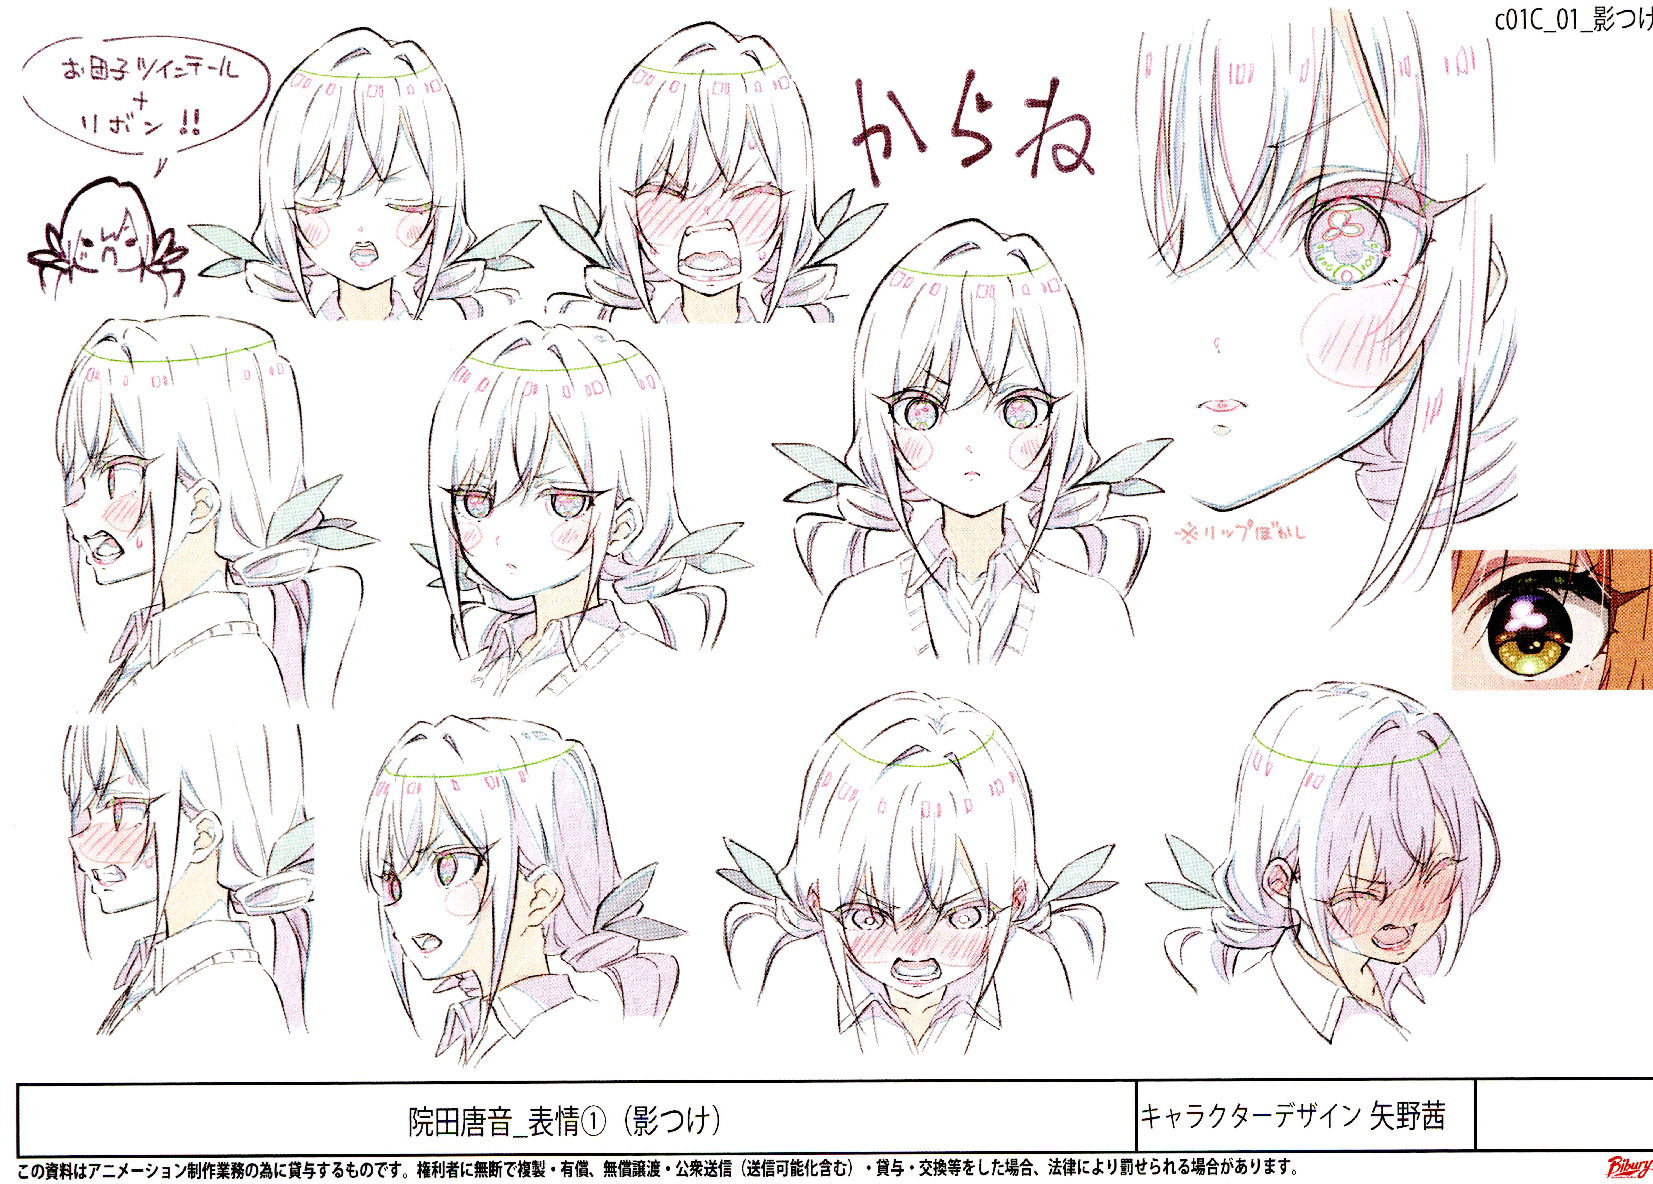 c01C_01_影つけ
お団子ツインテール
+
リボン!!
からね
※リップぼかし
院田唐音_表情①（影つけ）
キャラクターデザイン 矢野茜
この資料はアニメーション制作業務の為に貸与するものです。権利者に無断で複製・有償、無償譲渡・公衆送信（送信可能化含む）・貸与・交換等をした場合、法律により罰せられる場合があります。
Bibury